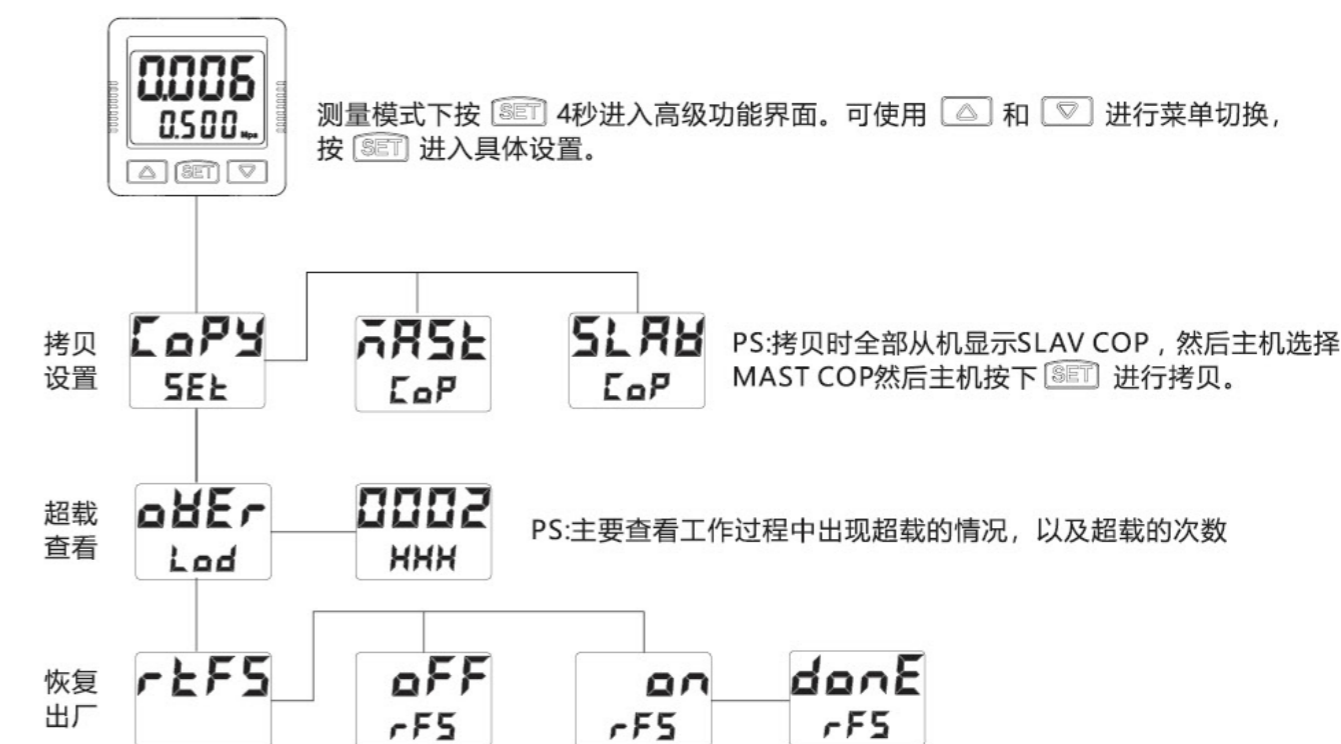 0.006
0.500 Mpa
SET
测量模式下按 SET 4秒进入高级功能界面。可使用 △ 和 ▽ 进行菜单切换，
按 SET 进入具体设置。
拷贝
设置
CoPY
SEt
MASt
CoP
SLAV
CoP
PS:拷贝时全部从机显示SLAV COP，然后主机选择
MAST COP然后主机按下 SET 进行拷贝。
超载
查看
oVEr
Lod
0002
HHH
PS:主要查看工作过程中出现超载的情况，以及超载的次数
恢复
出厂
rtFS
oFF
rFS
on
rFS
donE
rFS